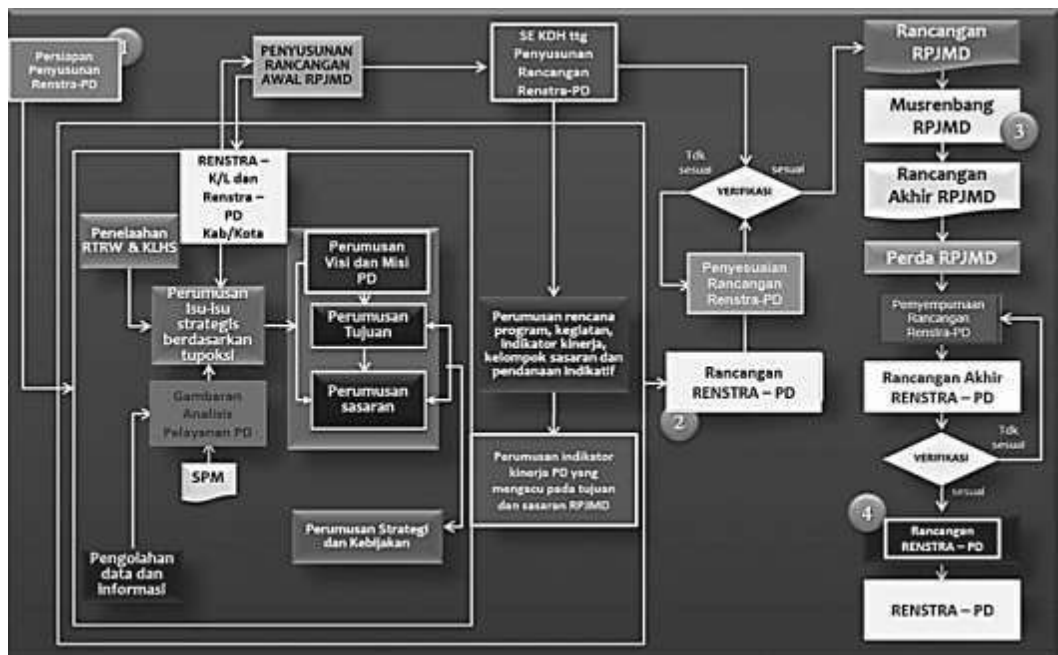 1
Persiapan
Penyusunan
Renstra-PD
PENYUSUNAN
RANCANGAN
AWAL RPJMD
SE KDH ttg
Penyusunan
Rancangan
Renstra-PD
Rancangan
RPJMD
Musrenbang
RPJMD
3
Rancangan
Akhir RPJMD
Perda RPJMD
Penyempurnaan
Rancangan
Renstra-PD
Rancangan Akhir
RENSTRA – PD
Tdk
sesuai
VERIFIKASI
sesuai
4
Rancangan
RENSTRA – PD
RENSTRA – PD
Tdk
sesuai
sesuai
VERIFIKASI
Penyesuaian
Rancangan
Renstra-PD
Rancangan
RENSTRA – PD
2
RENSTRA –
K/L dan
Renstra –
PD
Kab/Kota
Penelaahan
RTRW & KLHS
Perumusan
Isu-isu
strategis
berdasarkan
tupoksi
Gambaran
Analisis
Pelayanan PD
SPM
Pengolahan
data dan
informasi
Perumusan
Visi dan Misi
PD
Perumusan
Tujuan
Perumusan
sasaran
Perumusan Strategi
dan Kebijakan
Perumusan rencana
program, kegiatan,
indikator kinerja,
kelompok sasaran dan
pendanaan indikatif
Perumusan indikator
kinerja PD yang
mengacu pada tujuan
dan sasaran RPJMD